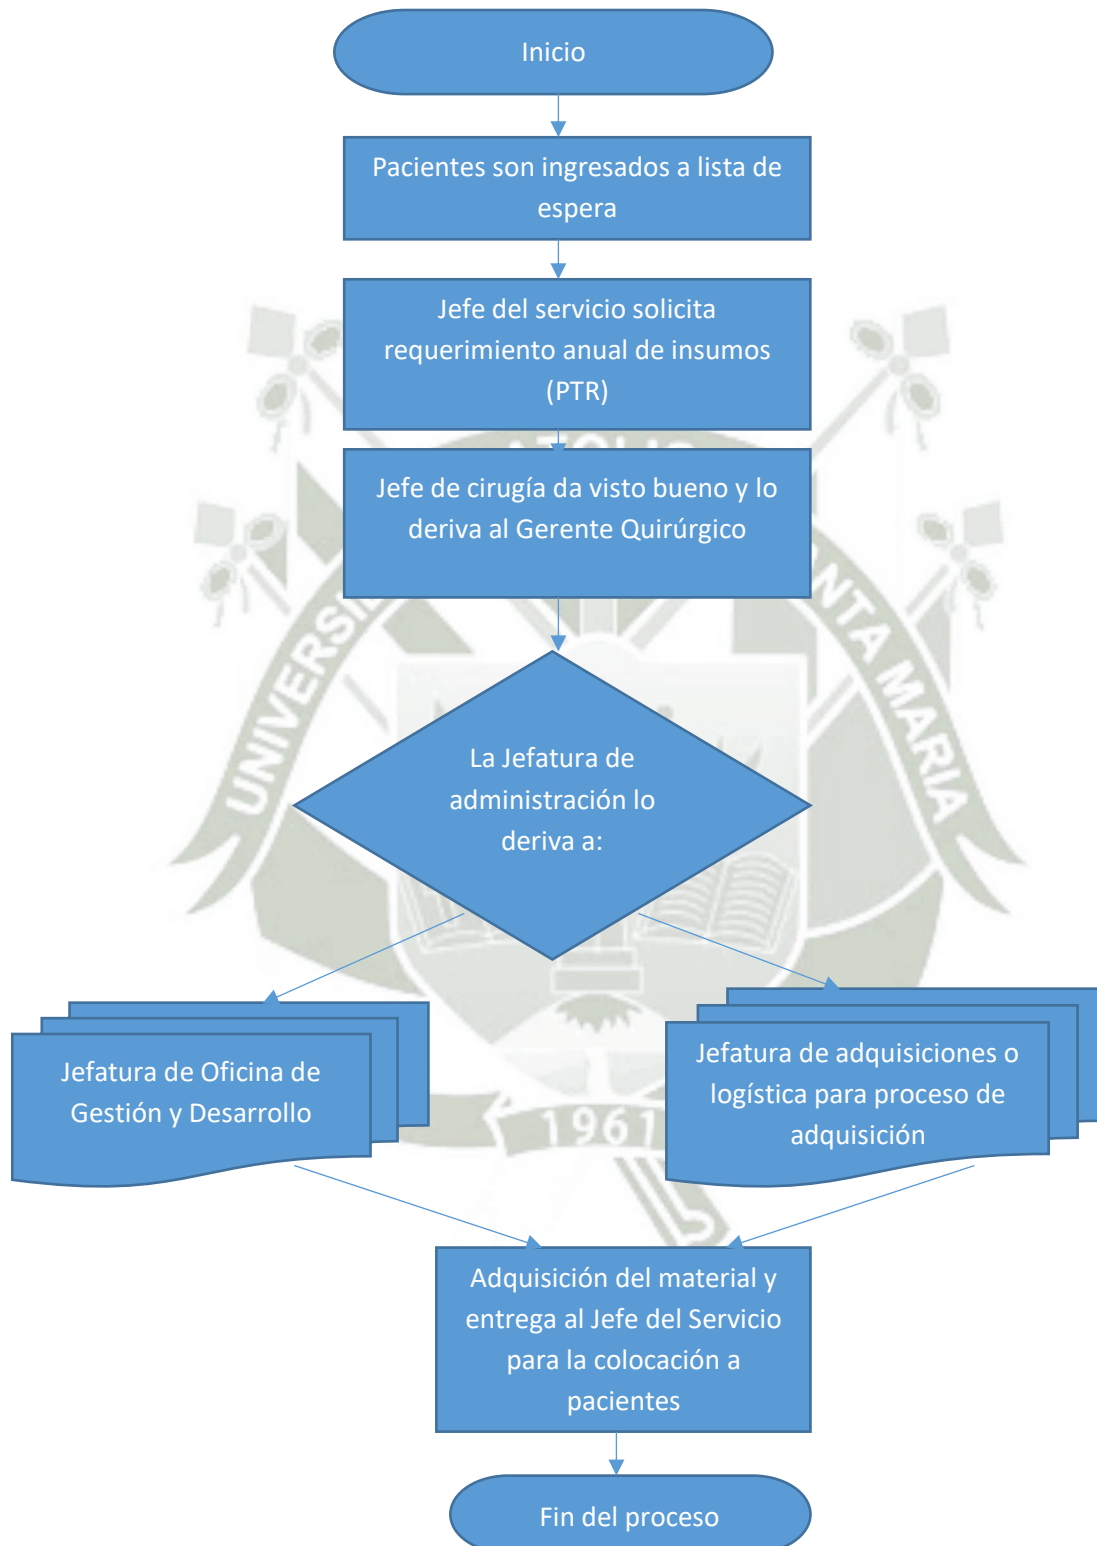 Inicio
Pacientes son ingresados a lista de
espera
Jefe del servicio solicita
requerimiento anual de insumos
(PTR)
Jefe de cirugía da visto bueno y lo
deriva al Gerente Quirúrgico
La Jefatura de
administración lo
deriva a:
Jefatura de Oficina de
Gestión y Desarrollo
Jefatura de adquisiciones o
logística para proceso de
adquisición
Adquisición del material y
entrega al Jefe del Servicio
para la colocación a
pacientes
Fin del proceso
1961